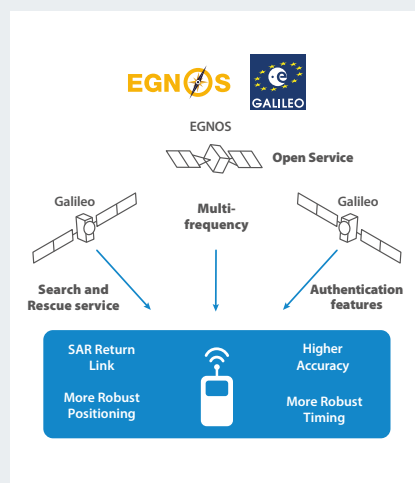 EGNOS
GALILEO
EGNOS
Open Service
Galileo
Multi-
frequency
Galileo
Search and
Rescue service
Authentication
features
SAR Return
Link
Higher
Accuracy
More Robust
Positioning
More Robust
Timing